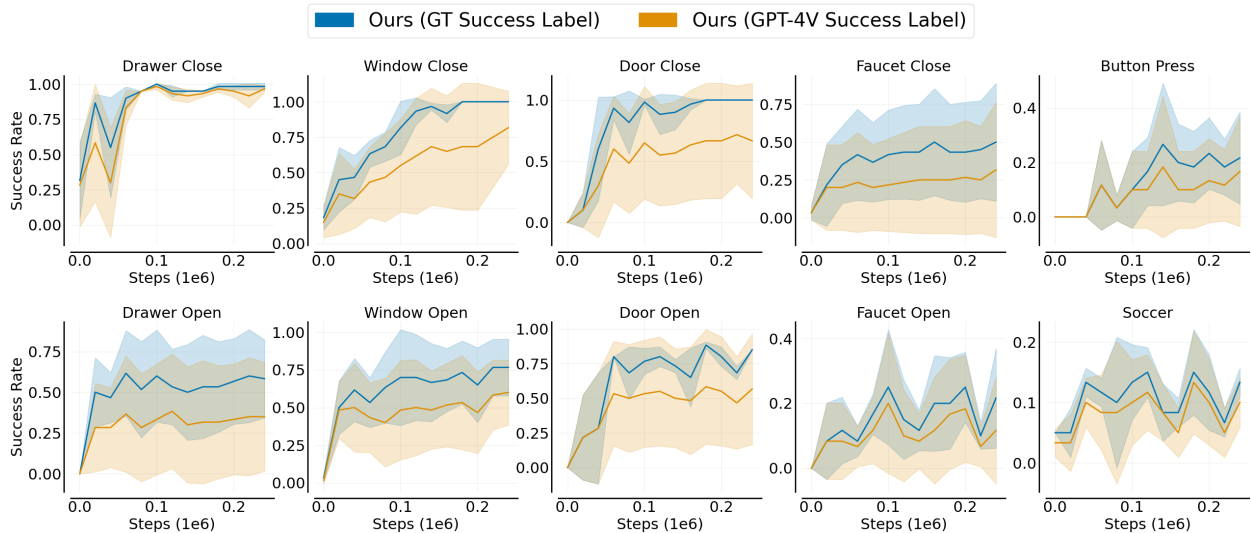 Ours (GT Success Label) Ours (GPT-4V Success Label)
Drawer Close Window Close Door Close Faucet Close Button Press
Success Rate
1.00
0.75
0.50
0.25
0.00
0.0 0.1 0.2
Steps (1e6)
1.00
0.75
0.50
0.25
0.00
0.0 0.1 0.2
Steps (1e6)
1.0
0.5
0.0
0.0 0.1 0.2
Steps (1e6)
0.75
0.50
0.25
0.00
0.0 0.1 0.2
Steps (1e6)
0.4
0.2
0.0
0.0 0.1 0.2
Steps (1e6)
Drawer Open Window Open Door Open Faucet Open Soccer
Success Rate
0.75
0.50
0.25
0.00
0.0 0.1 0.2
Steps (1e6)
1.00
0.75
0.50
0.25
0.00
0.0 0.1 0.2
Steps (1e6)
1.00
0.75
0.50
0.25
0.00
0.0 0.1 0.2
Steps (1e6)
0.4
0.2
0.0
0.0 0.1 0.2
Steps (1e6)
0.2
0.1
0.0
0.0 0.1 0.2
Steps (1e6)